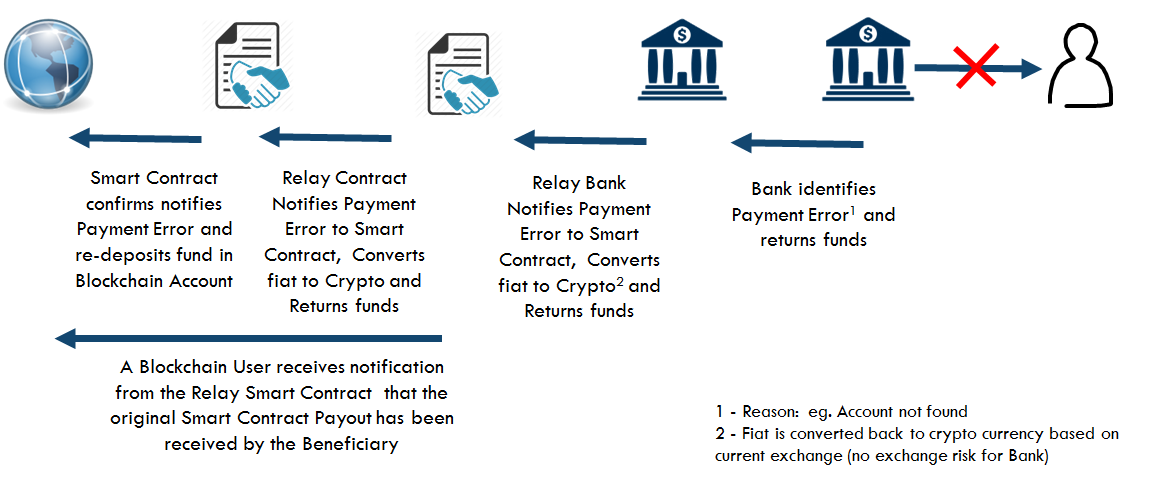 $
$
Smart Contract
confirms notifies
Payment Error and
re-deposits fund in
Blockchain Account
Relay Contract
Notifies Payment
Error to Smart
Contract, Converts
fiat to Crypto and
Returns funds
Relay Bank
Notifies Payment
Error to Smart
Contract, Converts
fiat to Crypto² and
Returns funds
Bank identifies
Payment Error¹ and
returns funds
A Blockchain User receives notification
from the Relay Smart Contract that the
original Smart Contract Payout has been
received by the Beneficiary
1 - Reason: eg. Account not found
2 - Fiat is converted back to crypto currency based on
current exchange (no exchange risk for Bank)